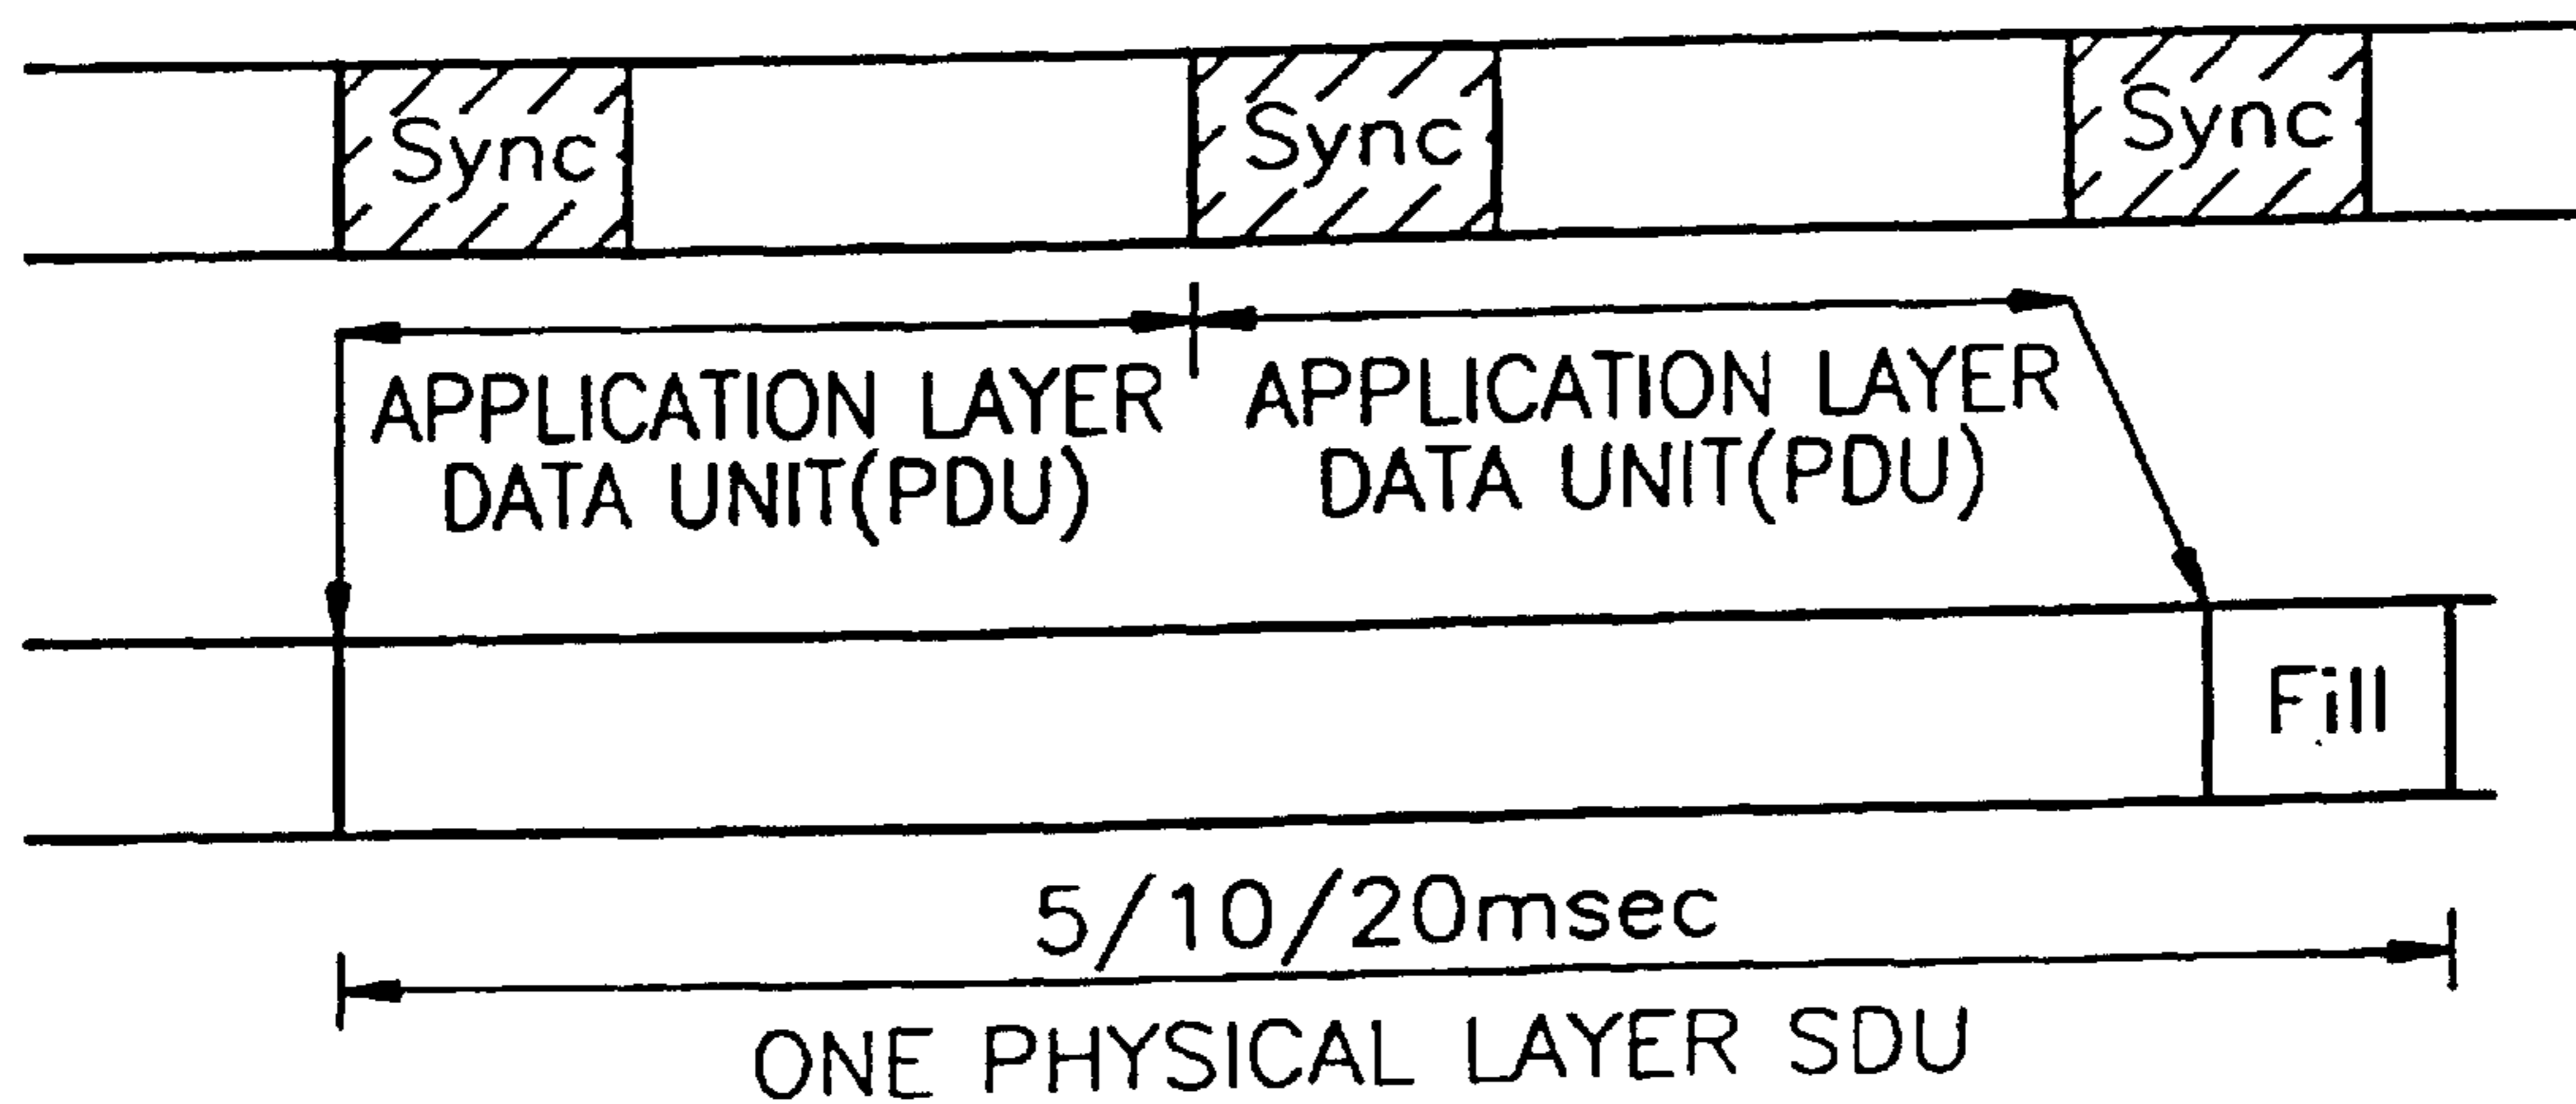 Sync
Sync
Sync
APPLICATION LAYER
DATA UNIT(PDU)
APPLICATION LAYER
DATA UNIT(PDU)
Fill
5/10/20msec
ONE PHYSICAL LAYER SDU